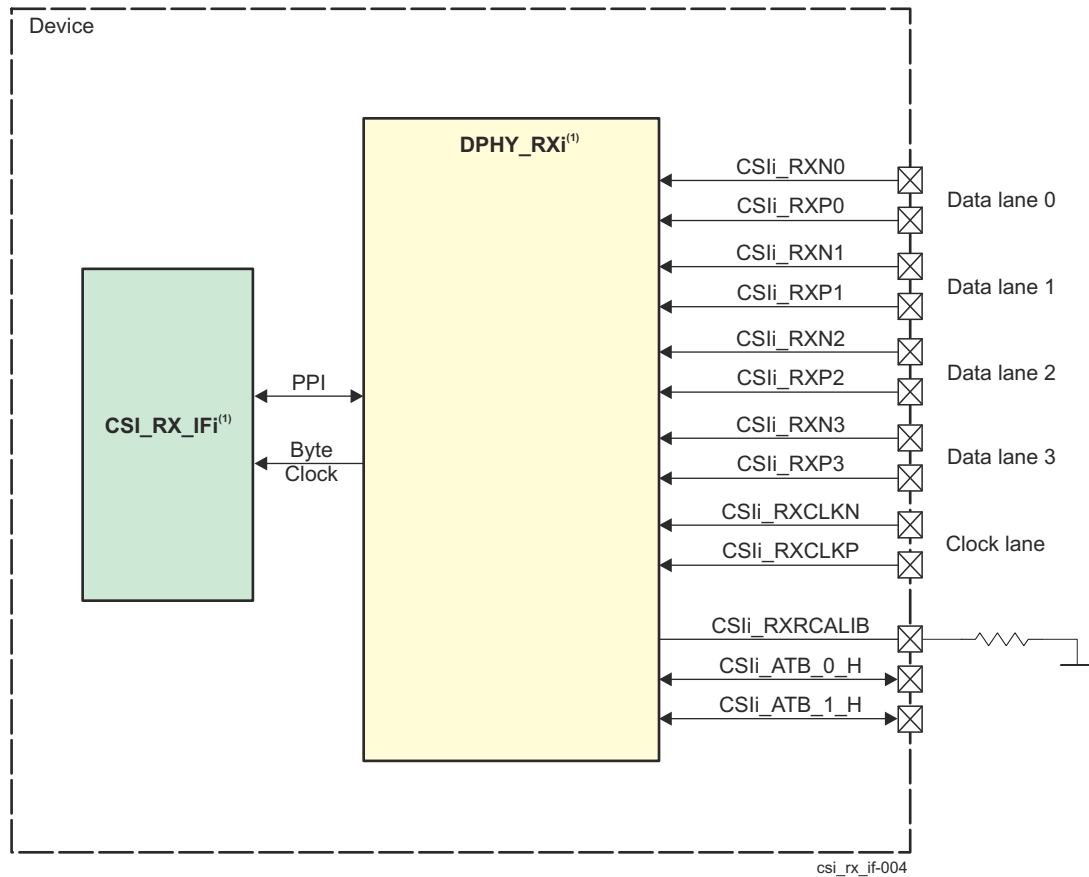 Device
DPHY_RXi(1)
CSIi_RXN0
CSIi_RXP0
Data lane 0
CSIi_RXN1
CSIi_RXP1
Data lane 1
CSIi_RXN2
CSIi_RXP2
Data lane 2
CSIi_RXN3
CSIi_RXP3
Data lane 3
CSIi_RXCLKN
CSIi_RXCLKP
Clock lane
CSIi_RXRCALIB
CSIi_ATB_0_H
CSIi_ATB_1_H
PPI
CSI_RX_IFi(1)
Byte
Clock
csi_rx_if-004